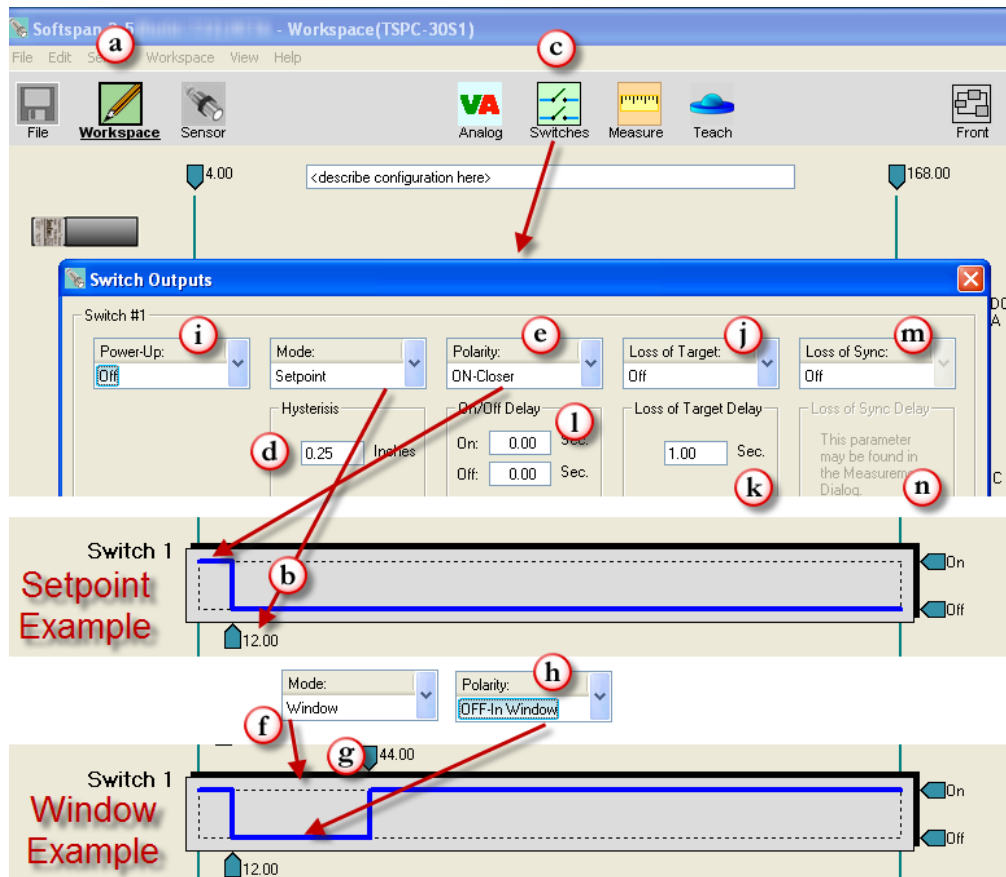 Softspan
- Workspace(TSPC-30S1)
a
c
File Edit Workspace View Help
File
Workspace
Sensor
VA
Analog
Switches
Measure
Teach
Front
4.00
<describe configuration here>
168.00
Switch Outputs
Switch #1
i
e
j
m
Power-Up:
Off
Mode:
Setpoint
Polarity:
ON-Closer
Loss of Target:
Off
Loss of Sync:
Off
A
Hysterisis
d
0.25 Inches
On/Off Delay
l
On: 0.00 Sec.
Off: 0.00 Sec.
Loss of Target Delay
1.00 Sec.
k
Loss of Sync Delay
This parameter
may be found in
the Measureme
Dialog.
n
C
Switch 1
Setpoint
Example
b
On
Off
12.00
Mode:
Window
Polarity:
OFF-In Window
h
f
g
44.00
Switch 1
Window
Example
On
Off
12.00